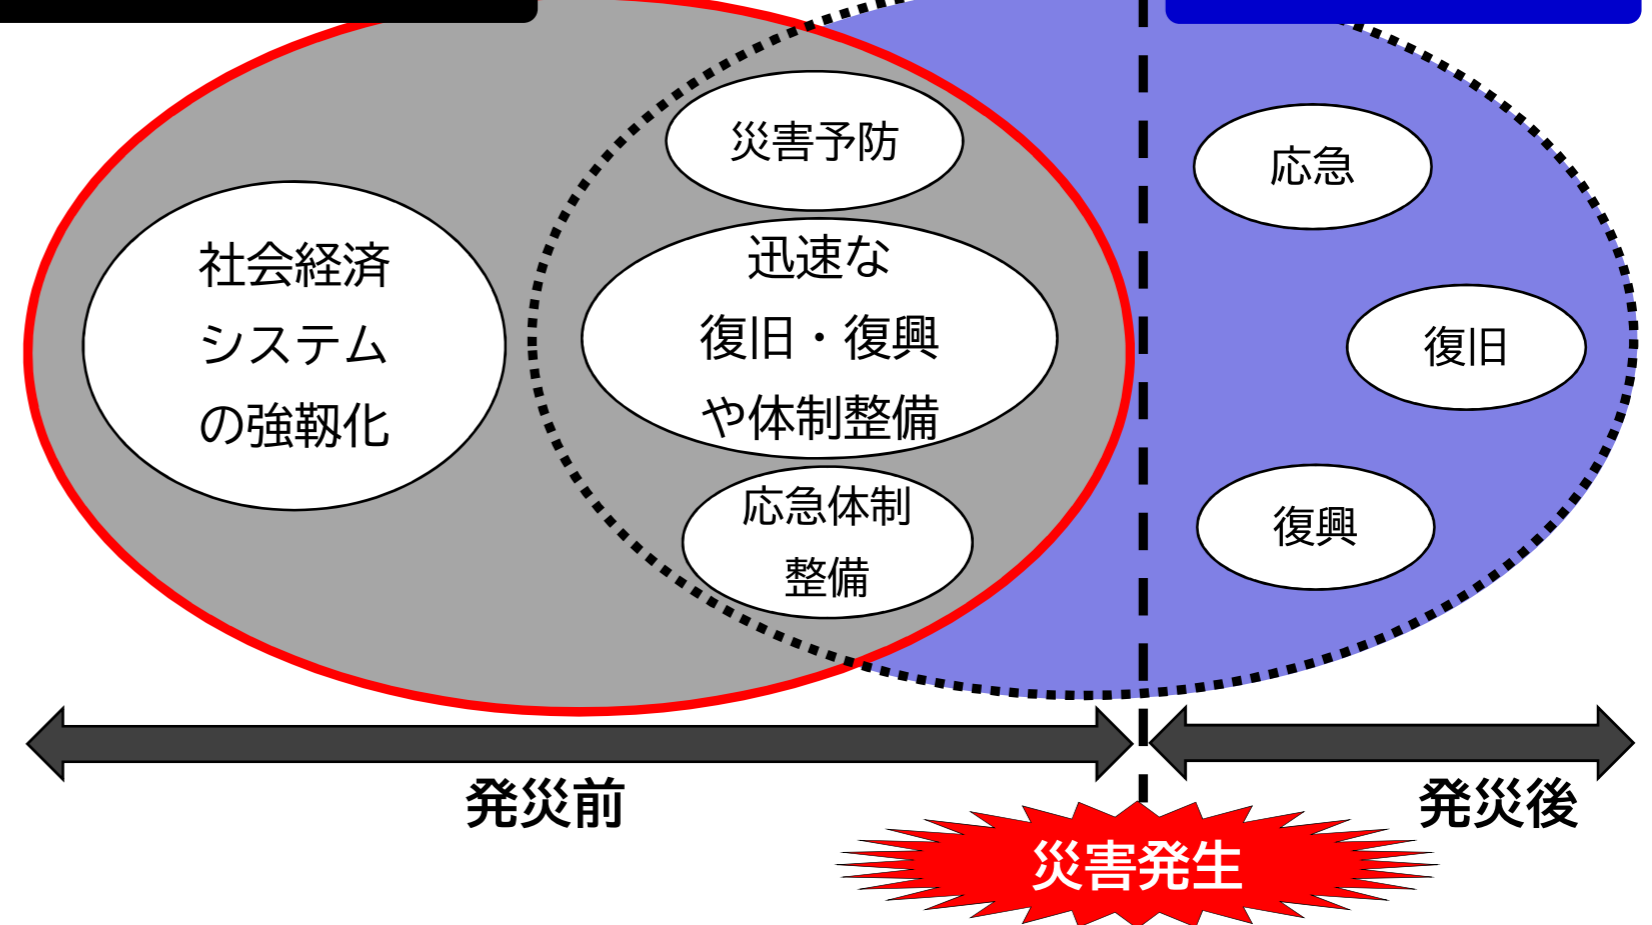 社会経済
システム
の強靱化
災害予防
迅速な
復旧・復興
や体制整備
応急体制
整備
応急
復旧
復興
発災前
発災後
災害発生